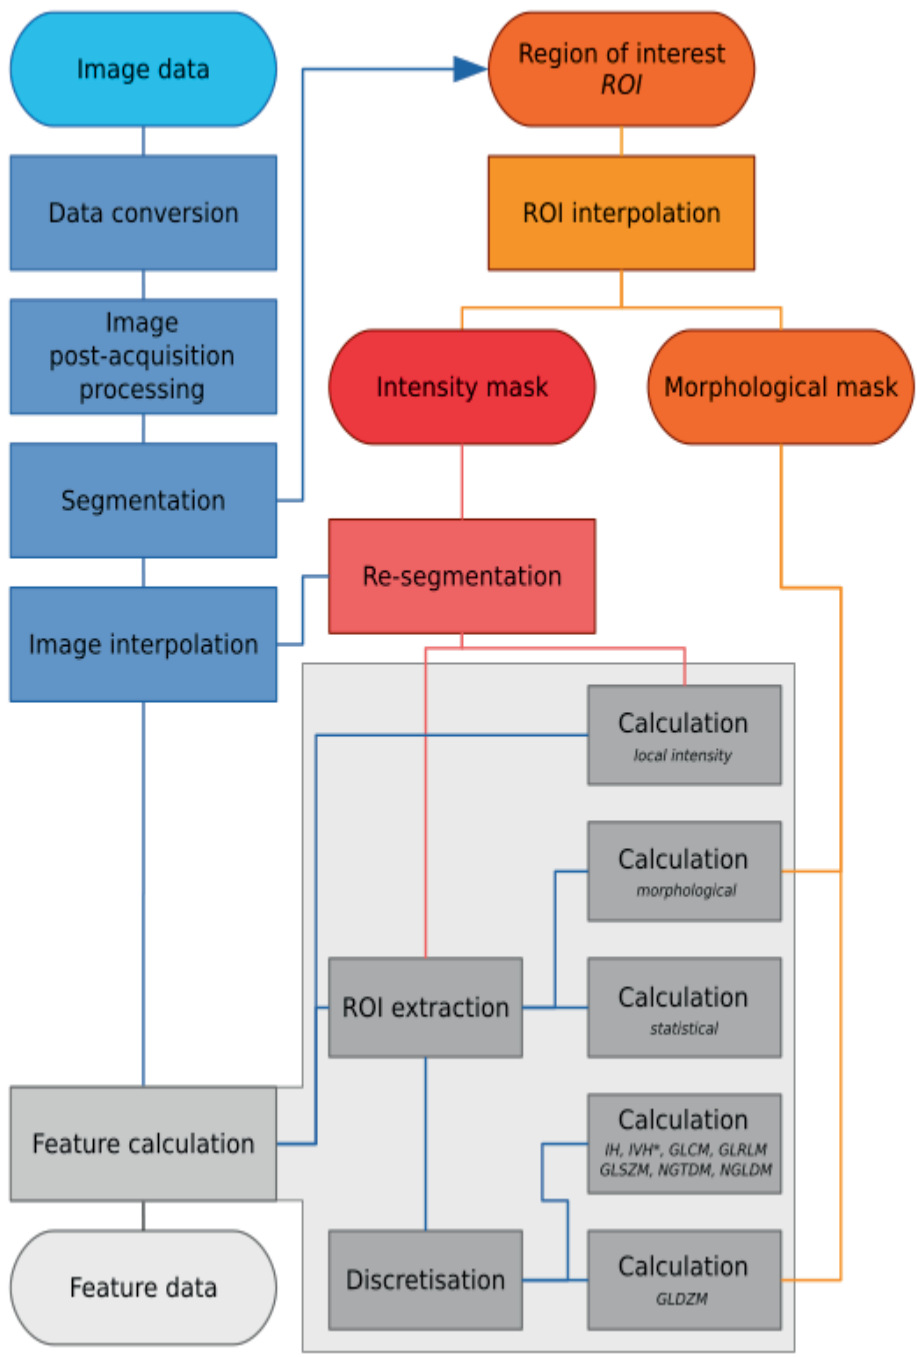 Image data
Region of interest
ROI
Data conversion
ROI interpolation
Image
post-acquisition
processing
Intensity mask
Morphological mask
Segmentation
Re-segmentation
Image interpolation
Calculation
local intensity
Calculation
morphological
ROI extraction
Calculation
statistical
Feature calculation
Calculation
IH, IVH*, GLCM, GLRLM
GLSZM, NGTDM, NGLDM
Feature data
Discretisation
Calculation
GLDZM